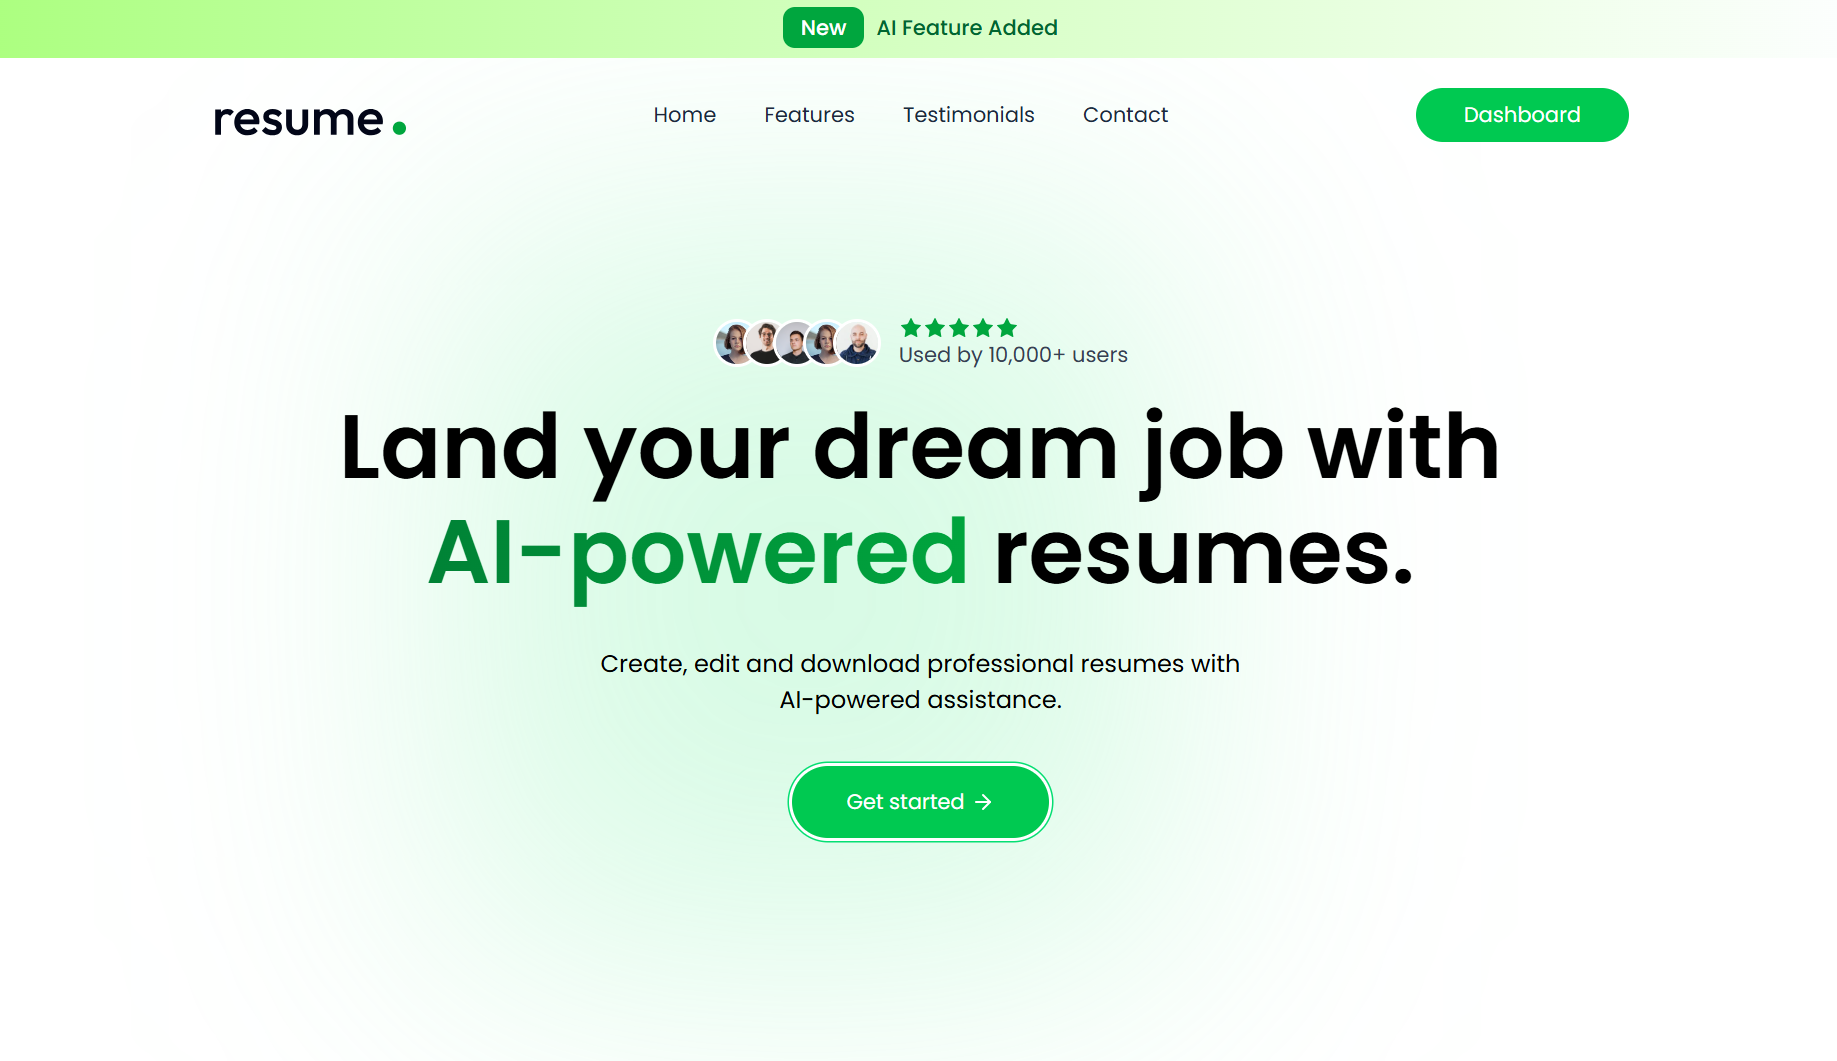 New AI Feature Added
resume.
Home Features Testimonials Contact
Dashboard
Used by 10,000+ users
Land your dream job with
AI-powered resumes.
Create, edit and download professional resumes with
AI-powered assistance.
Get started →